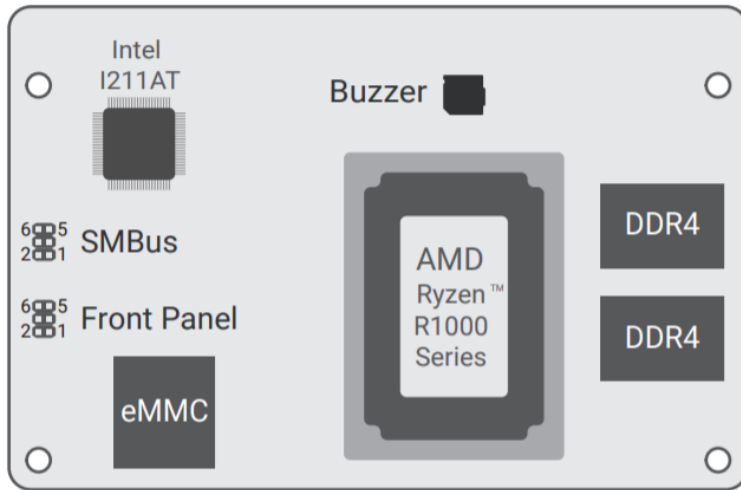 Intel
I211AT
Buzzer
6 5
SMBus
2 1
6 5
Front Panel
2 1
eMMC
AMD
Ryzen™
R1000
Series
DDR4
DDR4